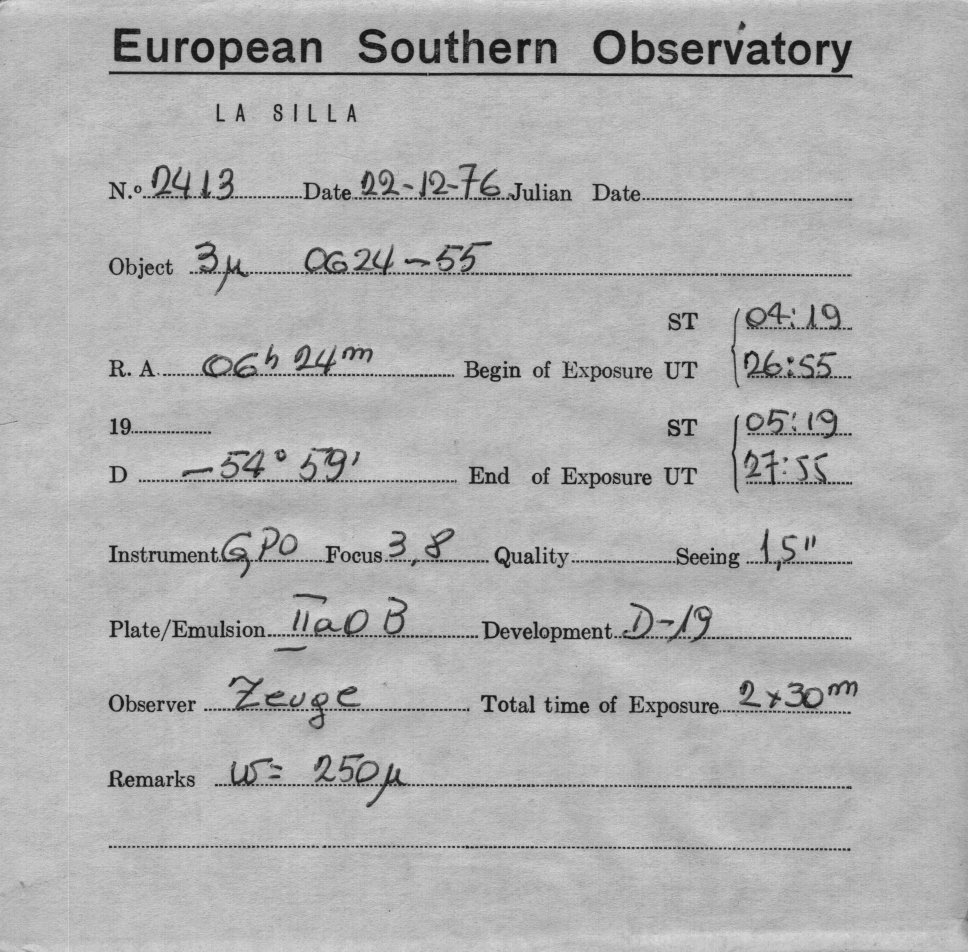 European Southern Observatory
LA SILLA
N.º 2413 Date 22-12-76 Julian Date
Object 3µ 0624-55
ST 04:19
R. A 06h 24m Begin of Exposure UT 26:55
19 ST 05:19
D -54° 59' End of Exposure UT 27:55
Instrument GPO Focus 3,8 Quality Seeing 1,5"
Plate/Emulsion IIaO B Development D-19
Observer Zeuge Total time of Exposure 2x30m
Remarks w= 250µ